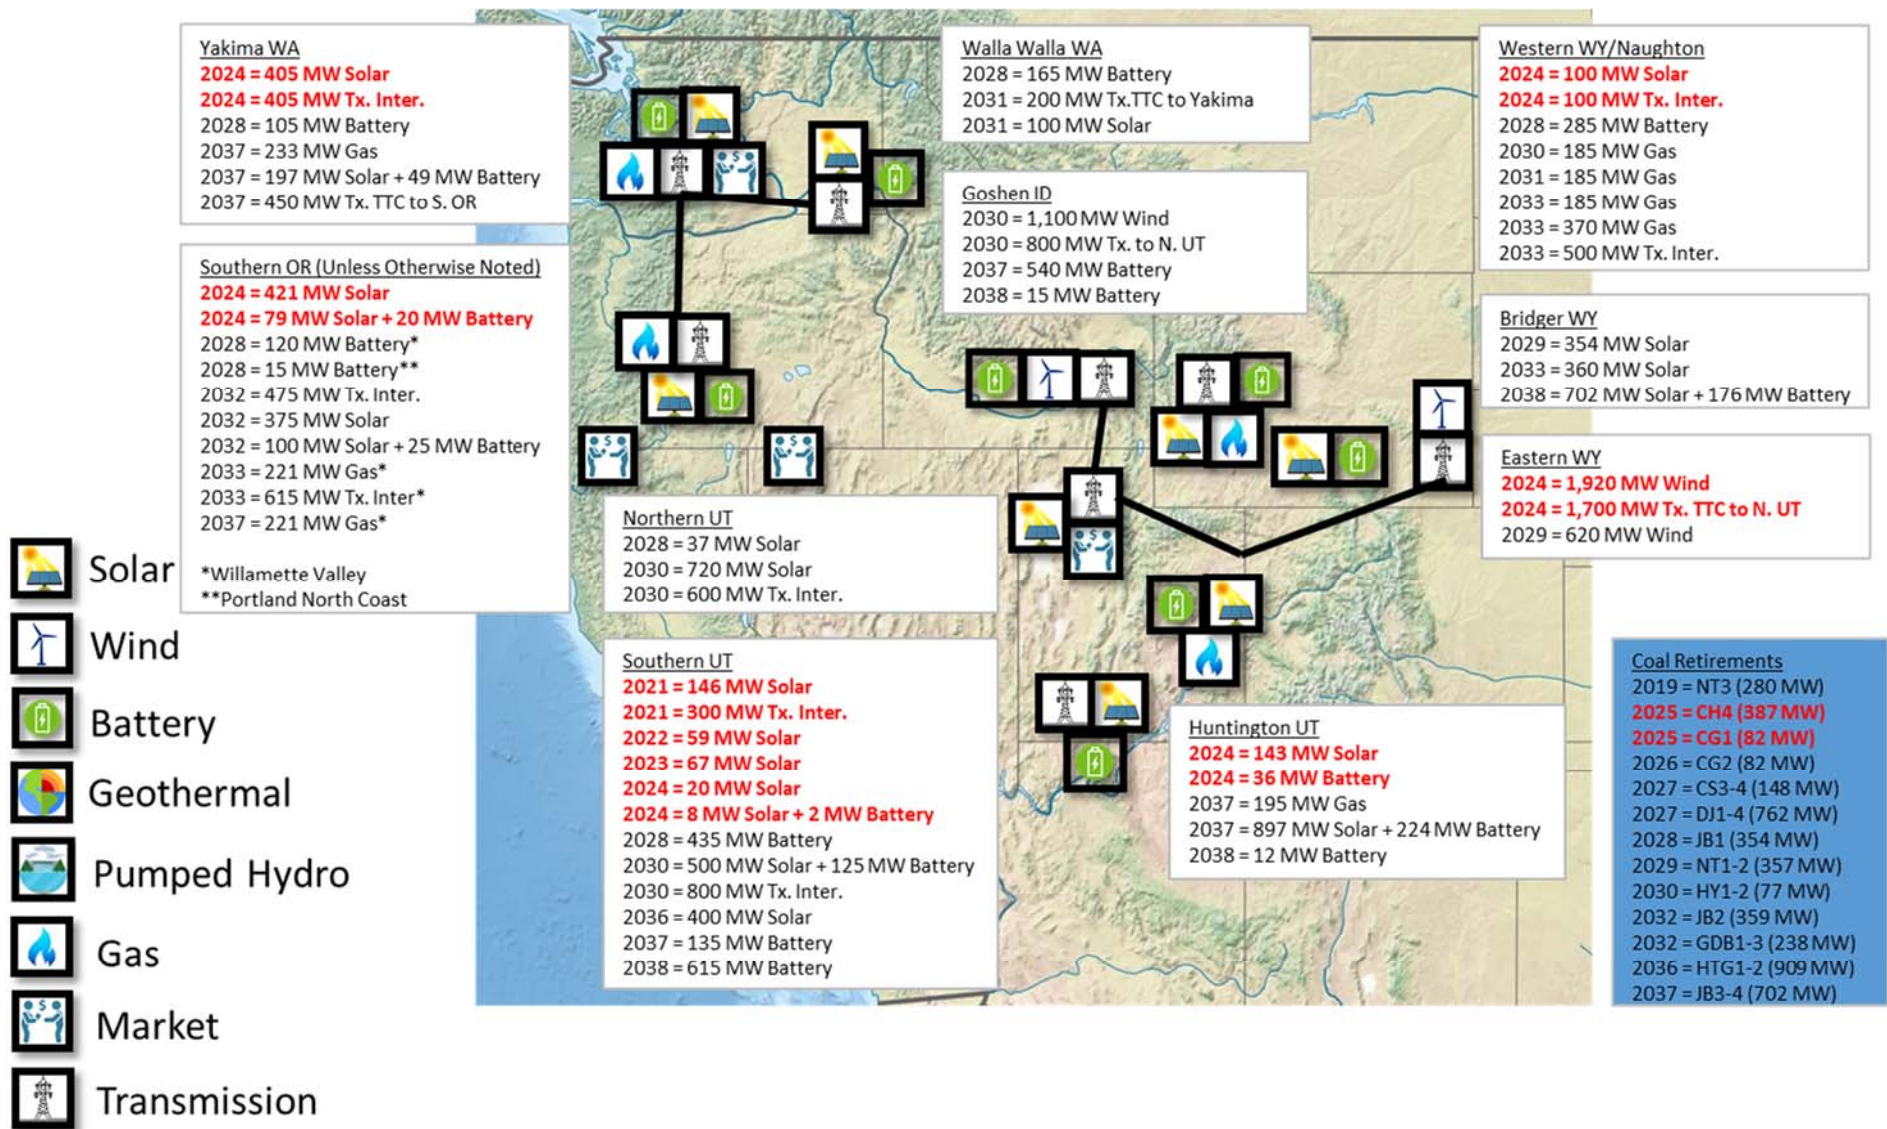 Yakima WA
2024 = 405 MW Solar
2024 = 405 MW Tx. Inter.
2028 = 105 MW Battery
2037 = 233 MW Gas
2037 = 197 MW Solar + 49 MW Battery
2037 = 450 MW Tx. TTC to S. OR
Southern OR (Unless Otherwise Noted)
2024 = 421 MW Solar
2024 = 79 MW Solar + 20 MW Battery
2028 = 120 MW Battery*
2028 = 15 MW Battery**
2032 = 475 MW Tx. Inter.
2032 = 375 MW Solar
2032 = 100 MW Solar + 25 MW Battery
2033 = 221 MW Gas*
2033 = 615 MW Tx. Inter*
2037 = 221 MW Gas*
*Willamette Valley
**Portland North Coast
Walla Walla WA
2028 = 165 MW Battery
2031 = 200 MW Tx.TTC to Yakima
2031 = 100 MW Solar
Goshen ID
2030 = 1,100 MW Wind
2030 = 800 MW Tx. to N. UT
2037 = 540 MW Battery
2038 = 15 MW Battery
Western WY/Naughton
2024 = 100 MW Solar
2024 = 100 MW Tx. Inter.
2028 = 285 MW Battery
2030 = 185 MW Gas
2031 = 185 MW Gas
2033 = 185 MW Gas
2033 = 370 MW Gas
2033 = 500 MW Tx. Inter.
Bridger WY
2029 = 354 MW Solar
2033 = 360 MW Solar
2038 = 702 MW Solar + 176 MW Battery
Eastern WY
2024 = 1,920 MW Wind
2024 = 1,700 MW Tx. TTC to N. UT
2029 = 620 MW Wind
Northern UT
2028 = 37 MW Solar
2030 = 720 MW Solar
2030 = 600 MW Tx. Inter.
Southern UT
2021 = 146 MW Solar
2021 = 300 MW Tx. Inter.
2022 = 59 MW Solar
2023 = 67 MW Solar
2024 = 20 MW Solar
2024 = 8 MW Solar + 2 MW Battery
2028 = 435 MW Battery
2030 = 500 MW Solar + 125 MW Battery
2030 = 800 MW Tx. Inter.
2036 = 400 MW Solar
2037 = 135 MW Battery
2038 = 615 MW Battery
Huntington UT
2024 = 143 MW Solar
2024 = 36 MW Battery
2037 = 195 MW Gas
2037 = 897 MW Solar + 224 MW Battery
2038 = 12 MW Battery
Coal Retirements
2019 = NT3 (280 MW)
2025 = CH4 (387 MW)
2025 = CG1 (82 MW)
2026 = CG2 (82 MW)
2027 = CS3-4 (148 MW)
2027 = DJ1-4 (762 MW)
2028 = JB1 (354 MW)
2029 = NT1-2 (357 MW)
2030 = HY1-2 (77 MW)
2032 = JB2 (359 MW)
2032 = GDB1-3 (238 MW)
2036 = HTG1-2 (909 MW)
2037 = JB3-4 (702 MW)
Solar
Wind
Battery
Geothermal
Pumped Hydro
Gas
Market
Transmission